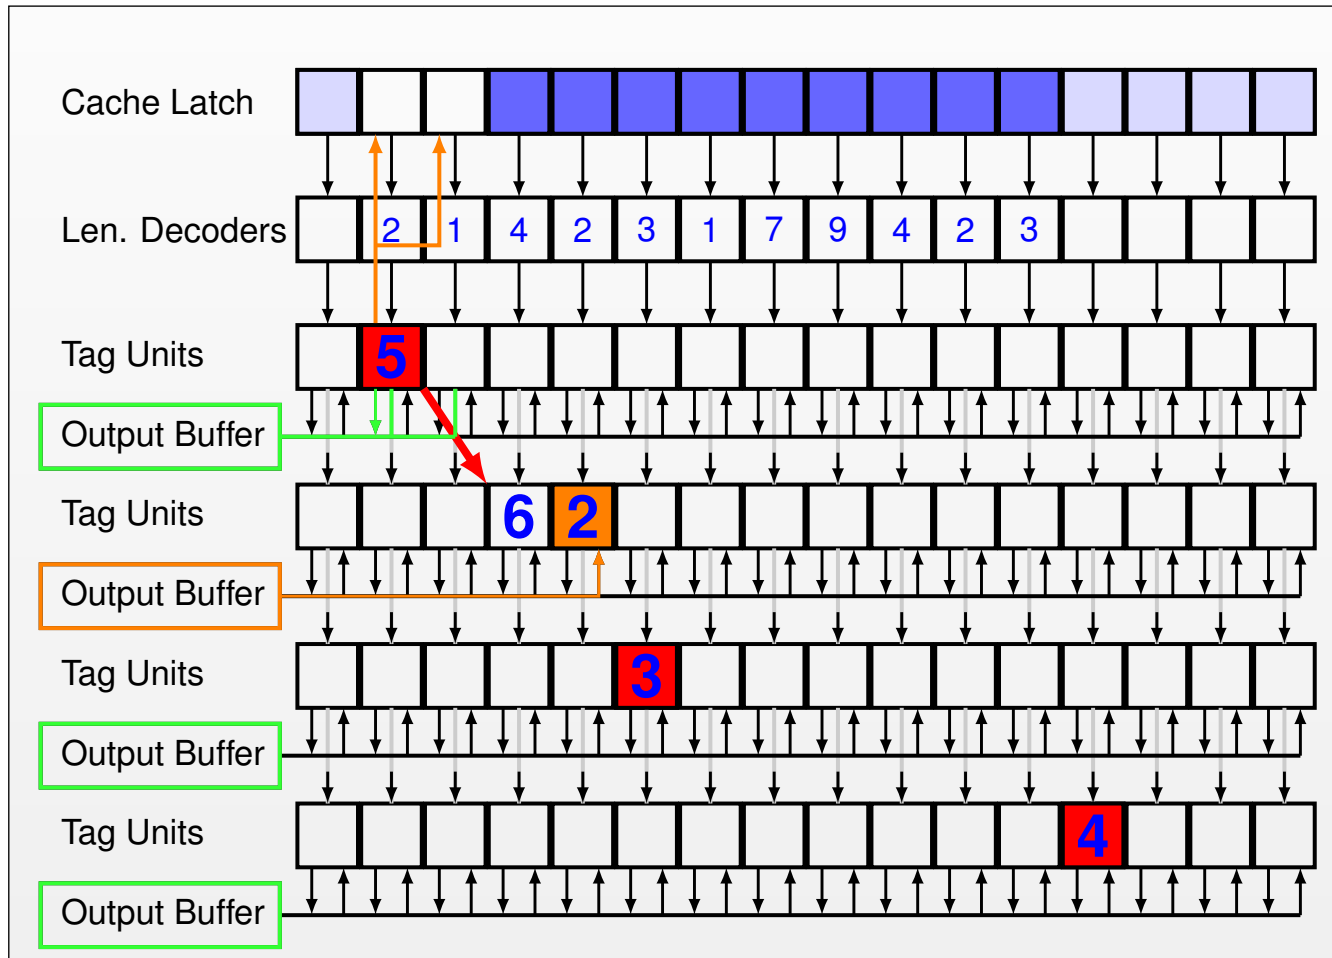 Cache Latch
Len. Decoders 2 1 4 2 3 1 7 9 4 2 3
Tag Units 5
Output Buffer
Tag Units 6 2
Output Buffer
Tag Units 3
Output Buffer
Tag Units 4
Output Buffer